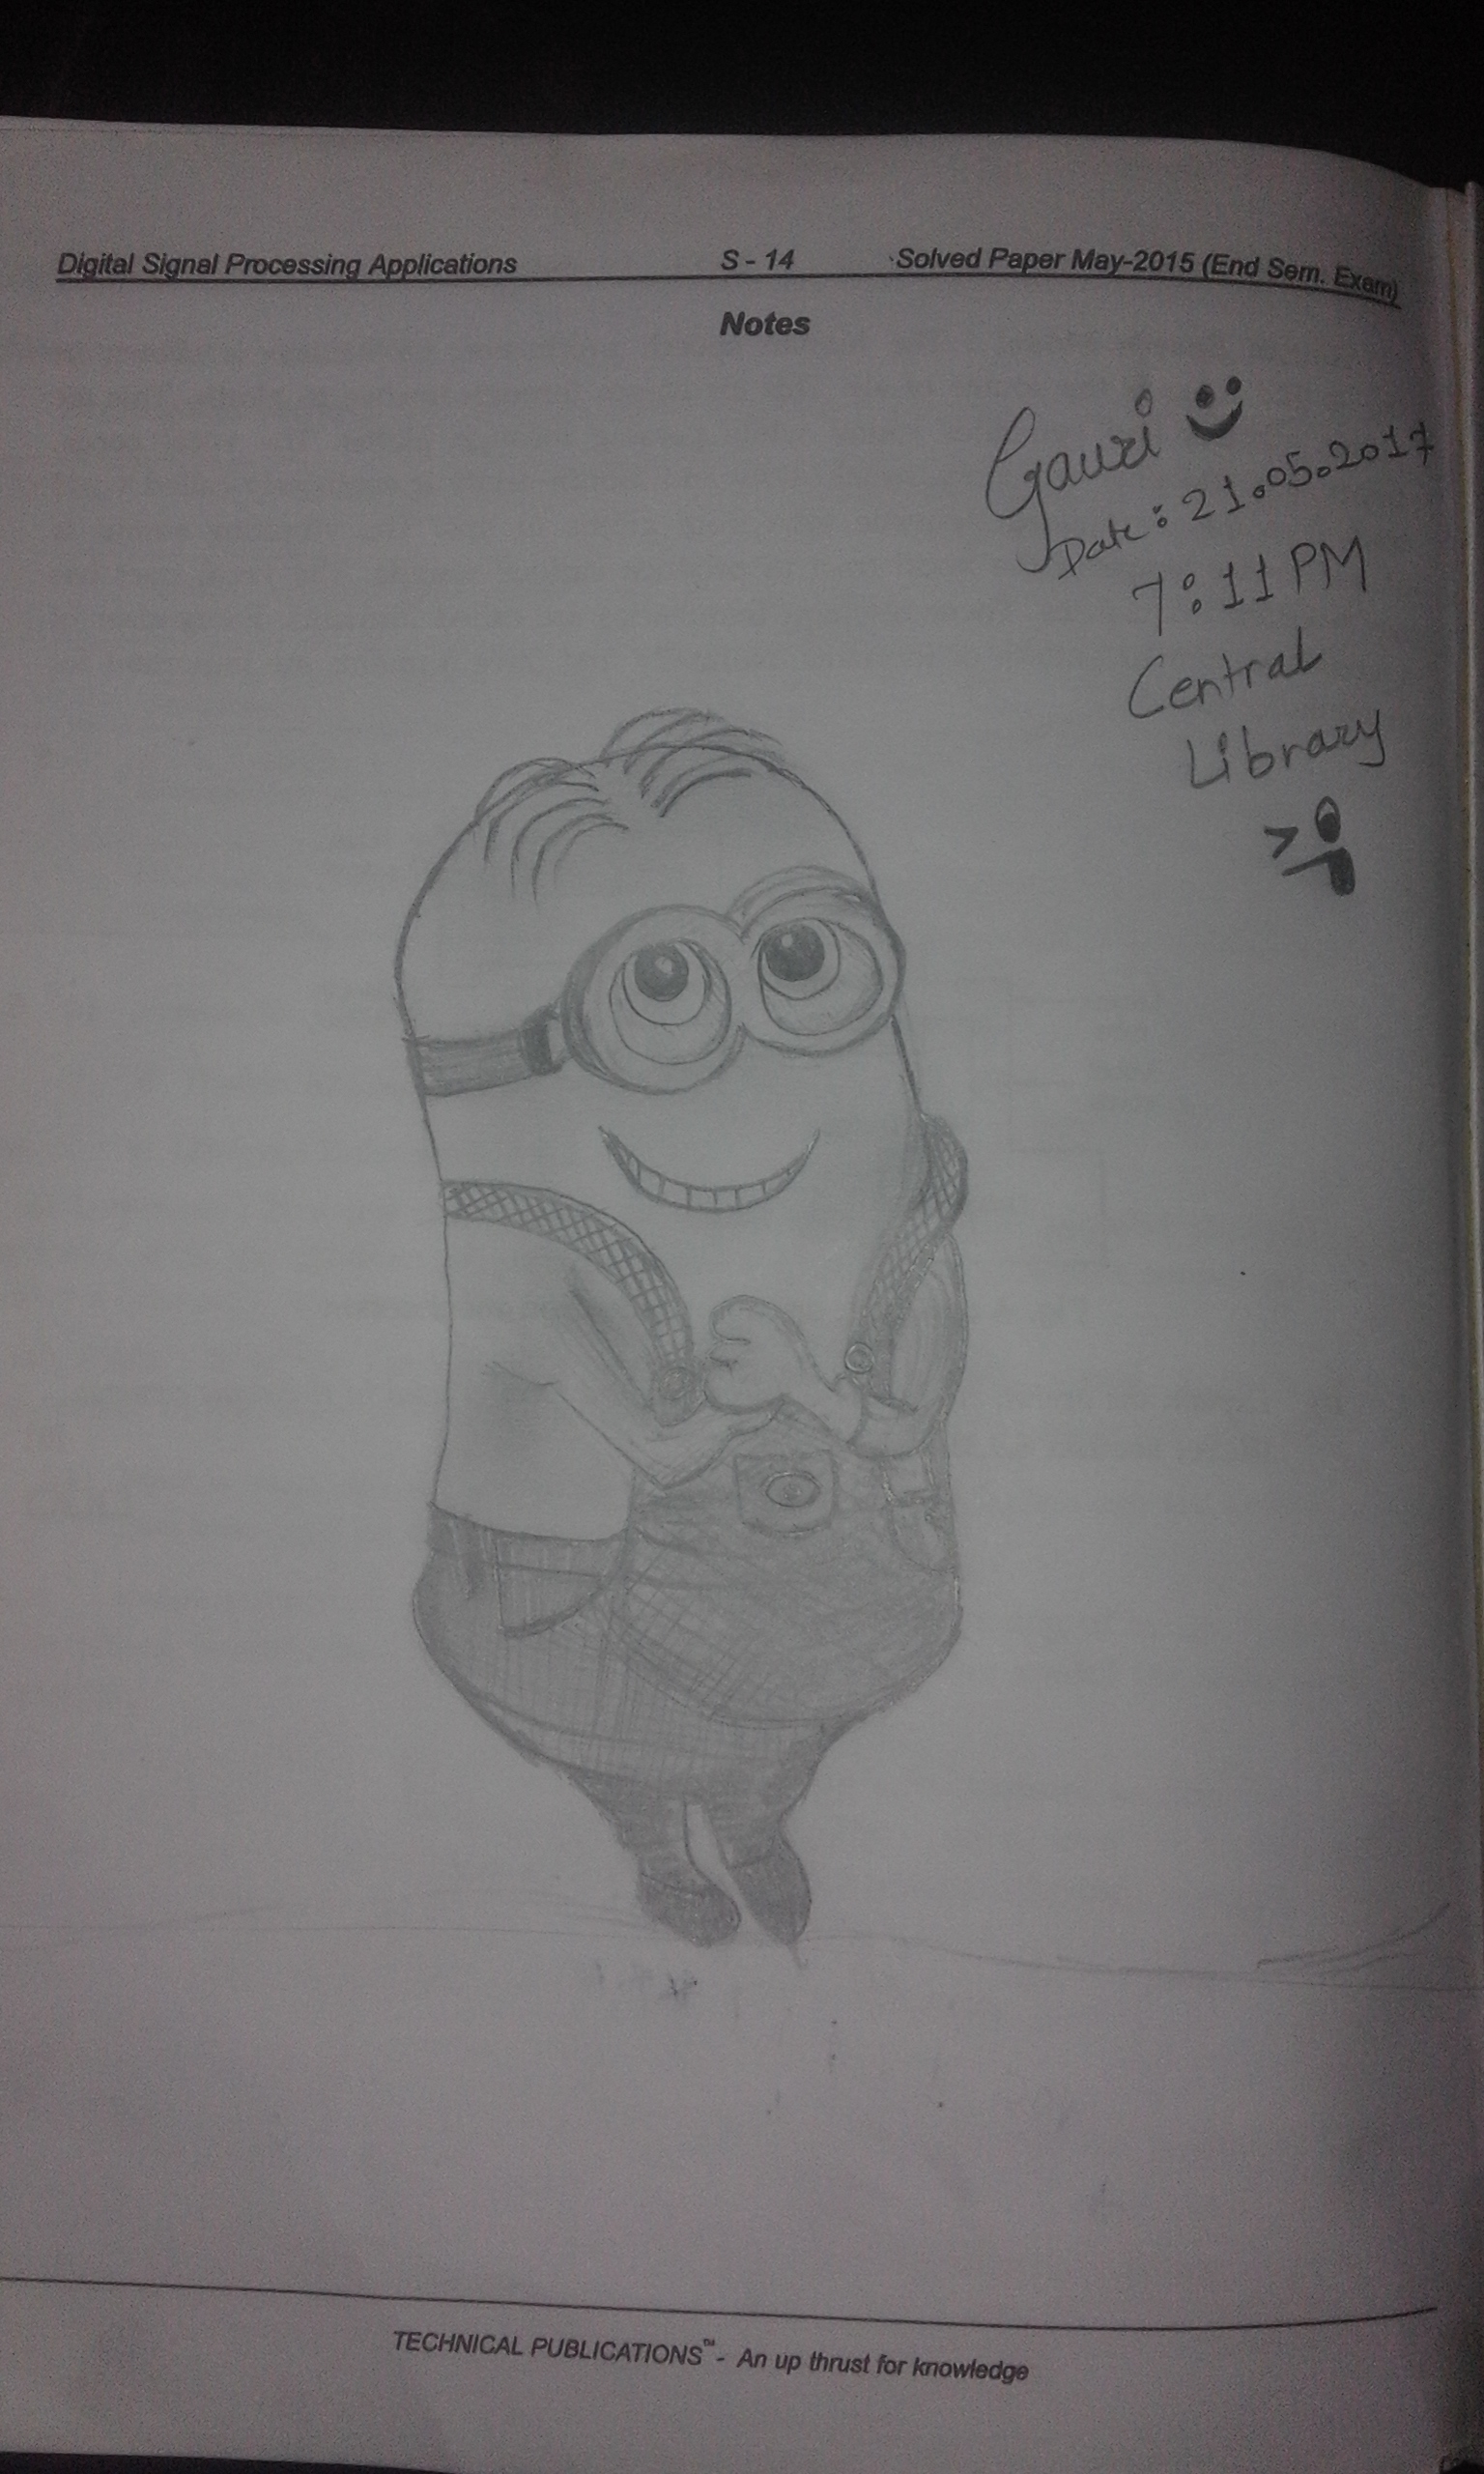 Digital Signal Processing Applications S - 14 Solved Paper May-2015 (End Sem. Exam)
Notes
Gauri
Date: 21.05.2017
7:11 PM
Central
Library
TECHNICAL PUBLICATIONS™- An up thrust for knowledge